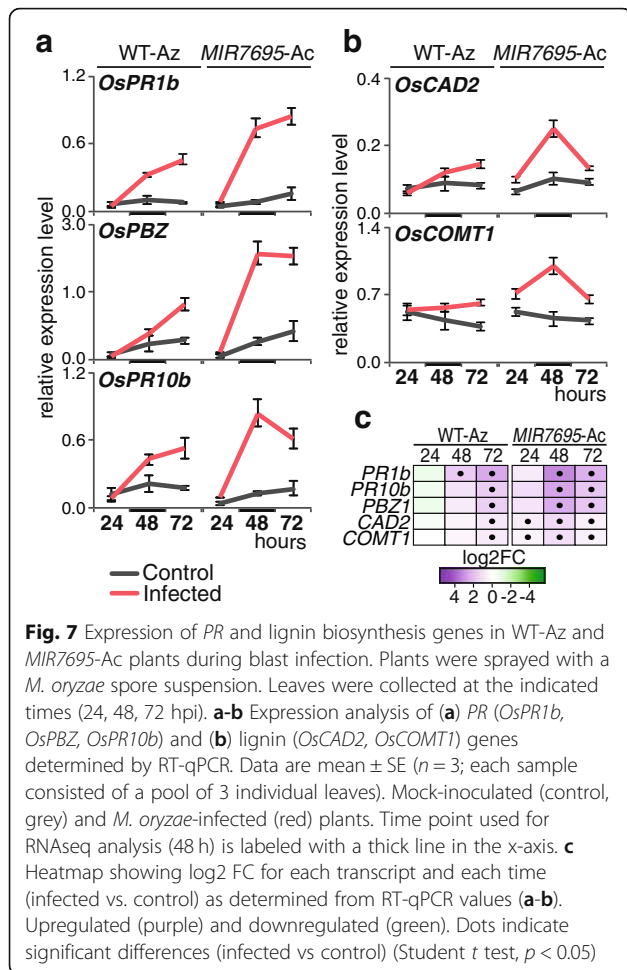 a
WT-Az MIR7695-Ac
OsPR1b
1.2
0.6
0.0
OsPBZ
3.0
1.0
0.0
OsPR10b
1.2
0.6
0.0
relative expression level
24 48 72 24 48 72
hours
Control
Infected
b
WT-Az MIR7695-Ac
OsCAD2
0.4
0.2
0.0
OsCOMT1
1.4
0.7
0.0
relative expression level
24 48 72 24 48 72
hours
c
WT-Az MIR7695-Ac
24 48 72 24 48 72
PR1b
PR10b
PBZ1
CAD2
COMT1
log2FC
4 2 0 -2 -4
Fig. 7 Expression of PR and lignin biosynthesis genes in WT-Az and
MIR7695-Ac plants during blast infection. Plants were sprayed with a
M. oryzae spore suspension. Leaves were collected at the indicated
times (24, 48, 72 hpi). a-b Expression analysis of (a) PR (OsPR1b,
OsPBZ, OsPR10b) and (b) lignin (OsCAD2, OsCOMT1) genes
determined by RT-qPCR. Data are mean ± SE (n = 3; each sample
consisted of a pool of 3 individual leaves). Mock-inoculated (control,
grey) and M. oryzae-infected (red) plants. Time point used for
RNAseq analysis (48 h) is labeled with a thick line in the x-axis. c
Heatmap showing log2 FC for each transcript and each time
(infected vs. control) as determined from RT-qPCR values (a-b).
Upregulated (purple) and downregulated (green). Dots indicate
significant differences (infected vs control) (Student t test, p < 0.05)